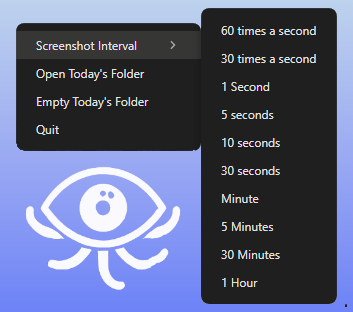 Screenshot Interval
Open Today's Folder
Empty Today's Folder
Quit
60 times a second
30 times a second
1 Second
5 seconds
10 seconds
30 seconds
Minute
5 Minutes
30 Minutes
1 Hour